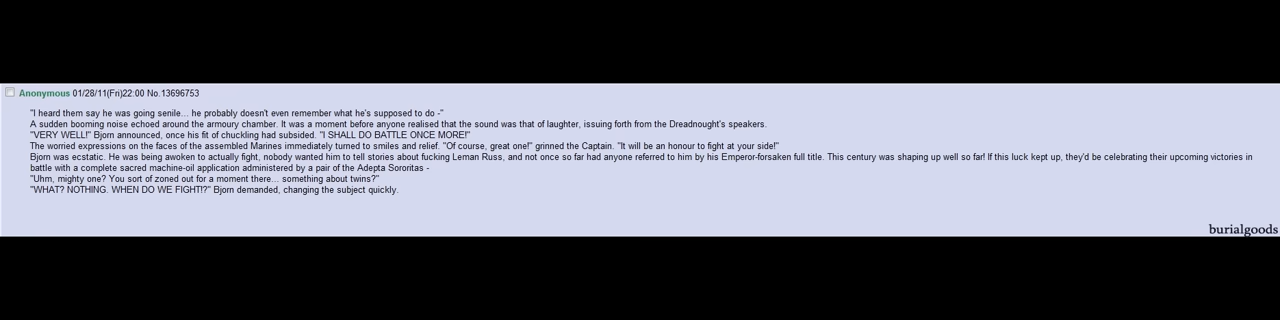 Anonymous 01/28/11(Fri)22:00 No.13696753
"I heard them say he was going senile... he probably doesn't even remember what he's supposed to do -"
A sudden booming noise echoed around the armoury chamber. It was a moment before anyone realised that the sound was that of laughter, issuing forth from the Dreadnought's speakers.
"VERY WELL!" Bjorn announced, once his fit of chuckling had subsided. "I SHALL DO BATTLE ONCE MORE!"
The worried expressions on the faces of the assembled Marines immediately turned to smiles and relief. "Of course, great one!" grinned the Captain. "It will be an honour to fight at your side!"
Bjorn was ecstatic. He was being awoken to actually fight, nobody wanted him to tell stories about fucking Leman Russ, and not once so far had anyone referred to him by his Emperor-forsaken full title. This century was shaping up well so far! If this luck kept up, they'd be celebrating their upcoming victories in
battle with a complete sacred machine-oil application administered by a pair of the Adepta Sororitas -
"Uhm, mighty one? You sort of zoned out for a moment there... something about twins?"
"WHAT? NOTHING. WHEN DO WE FIGHT!?" Bjorn demanded, changing the subject quickly.
burialgoods